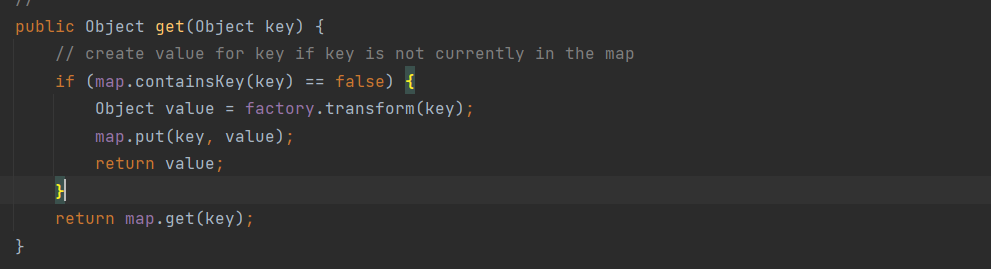 //
public Object get(Object key) {
    // create value for key if key is not currently in the map
    if (map.containsKey(key) == false) {
        Object value = factory.transform(key);
        map.put(key, value);
        return value;
    }
    return map.get(key);
}